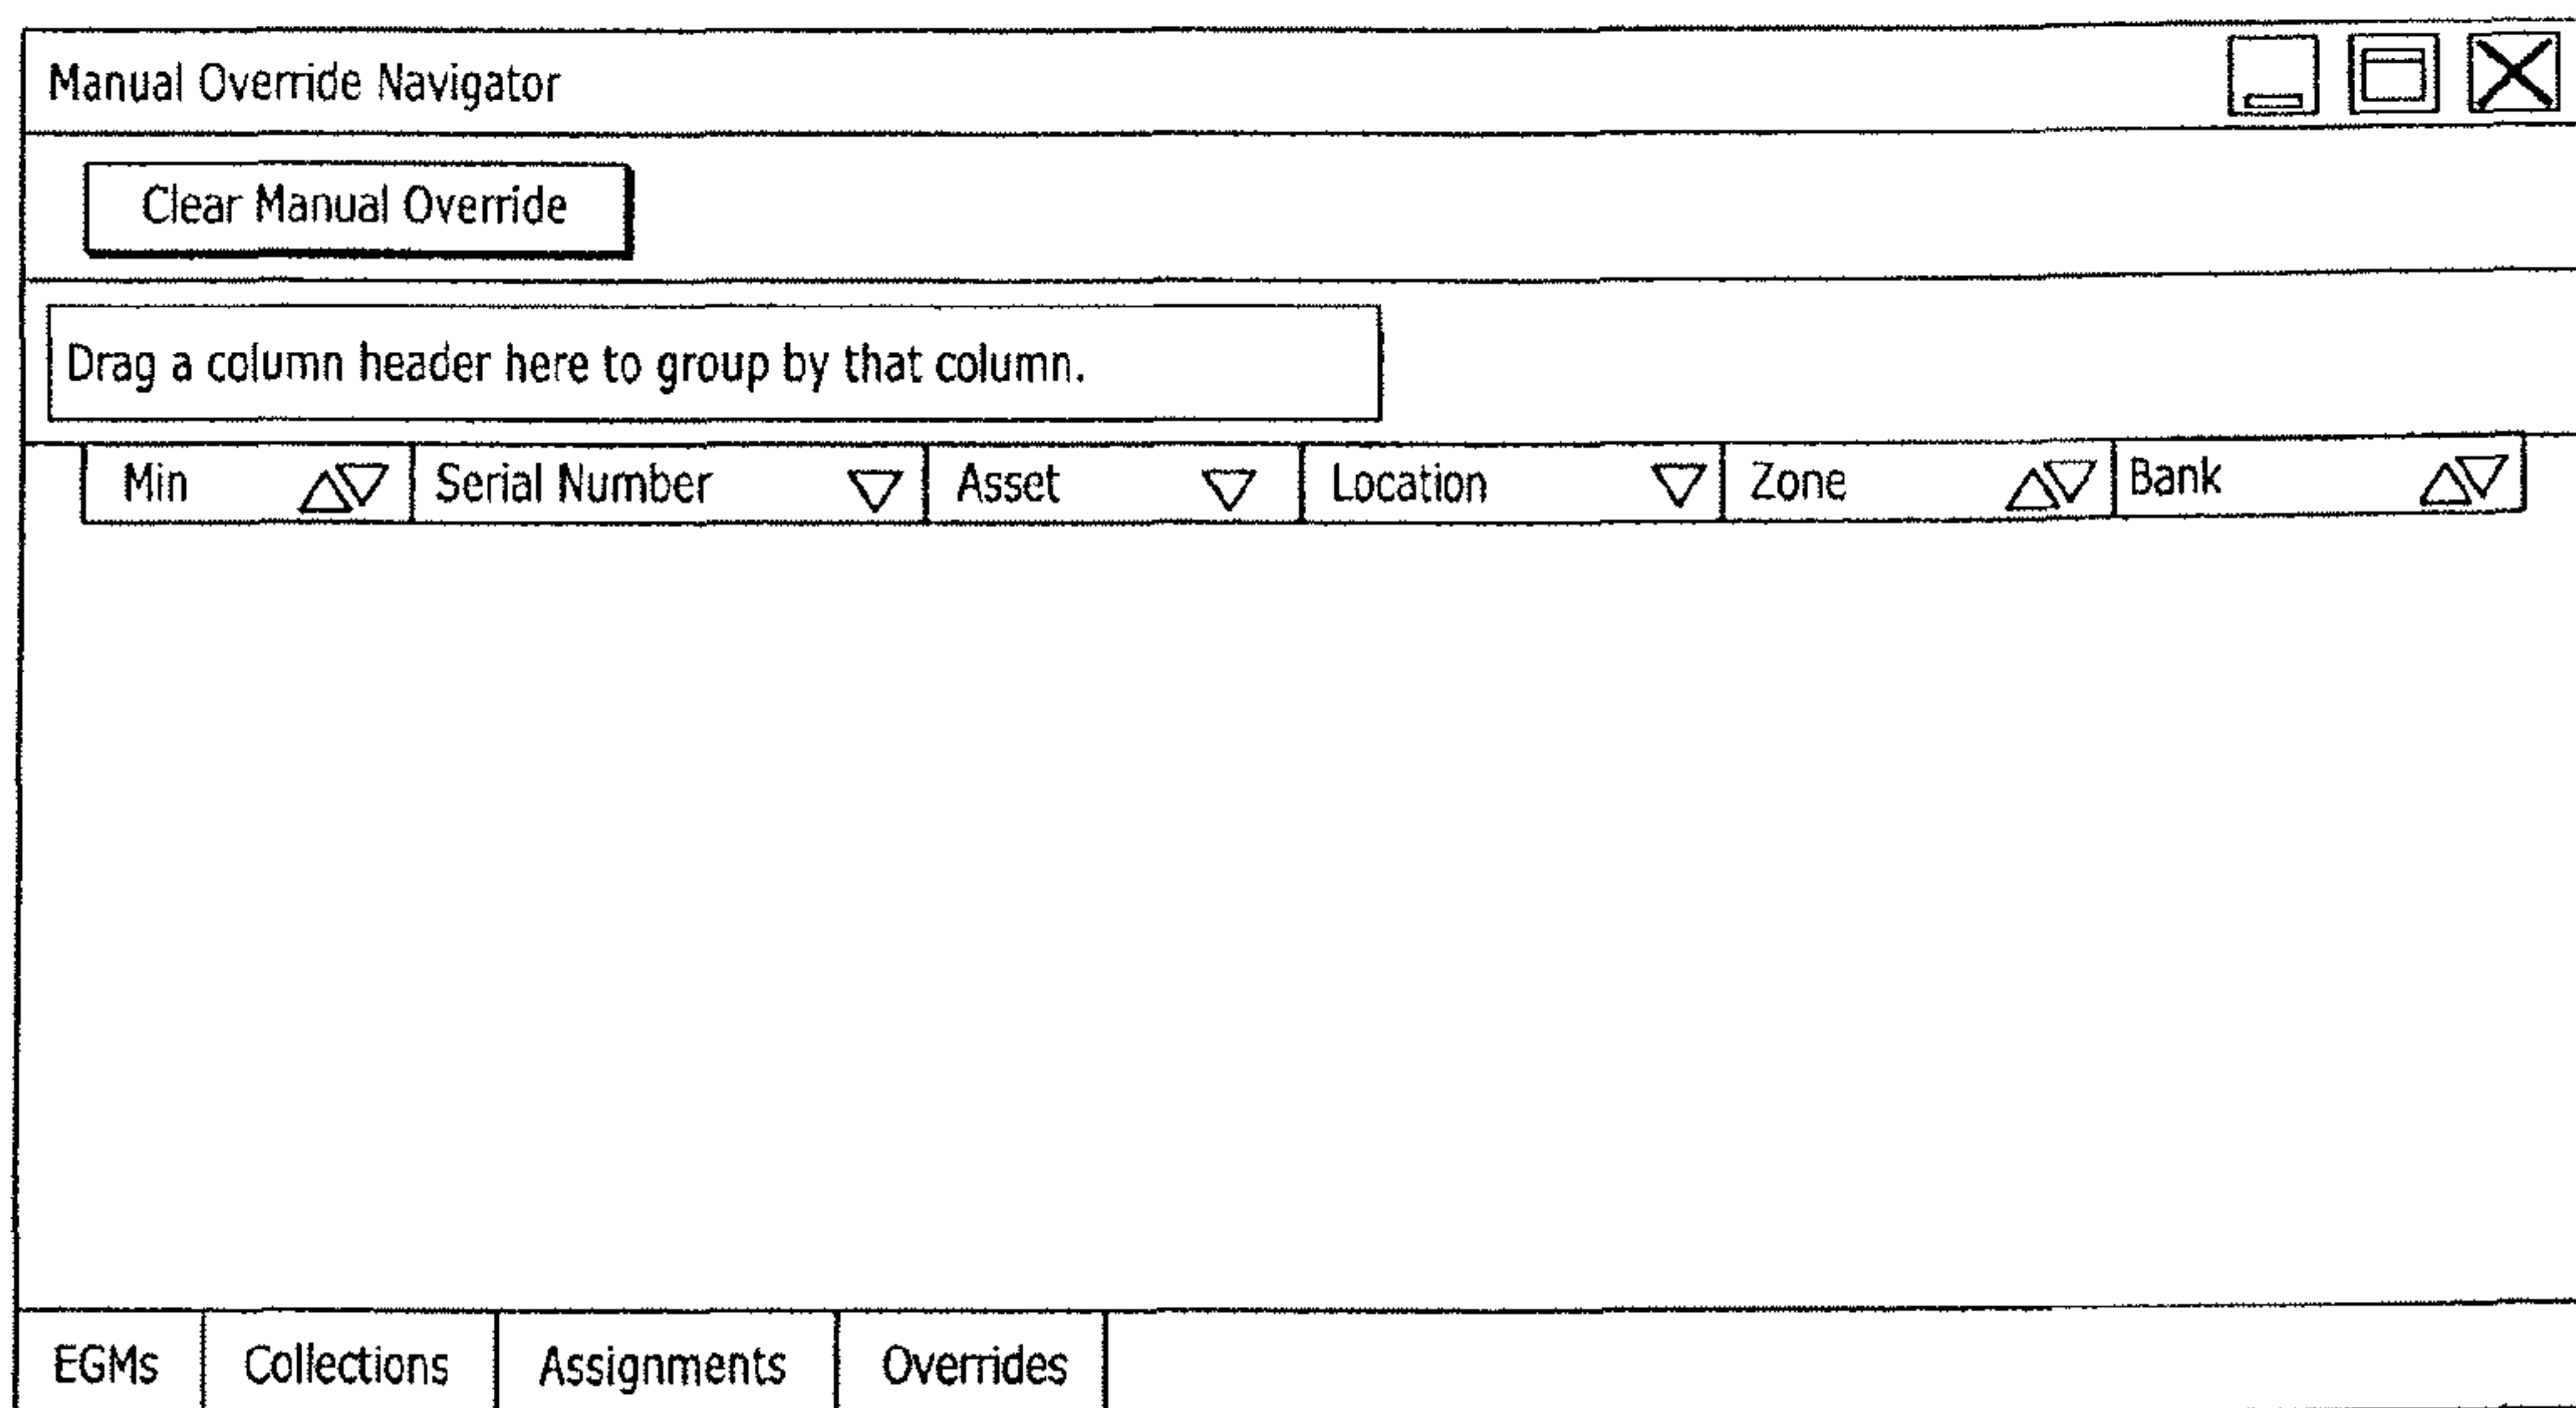 Manual Override Navigator
Clear Manual Override
Drag a column header here to group by that column.
Min Serial Number Asset Location Zone Bank
EGMs Collections Assignments Overrides